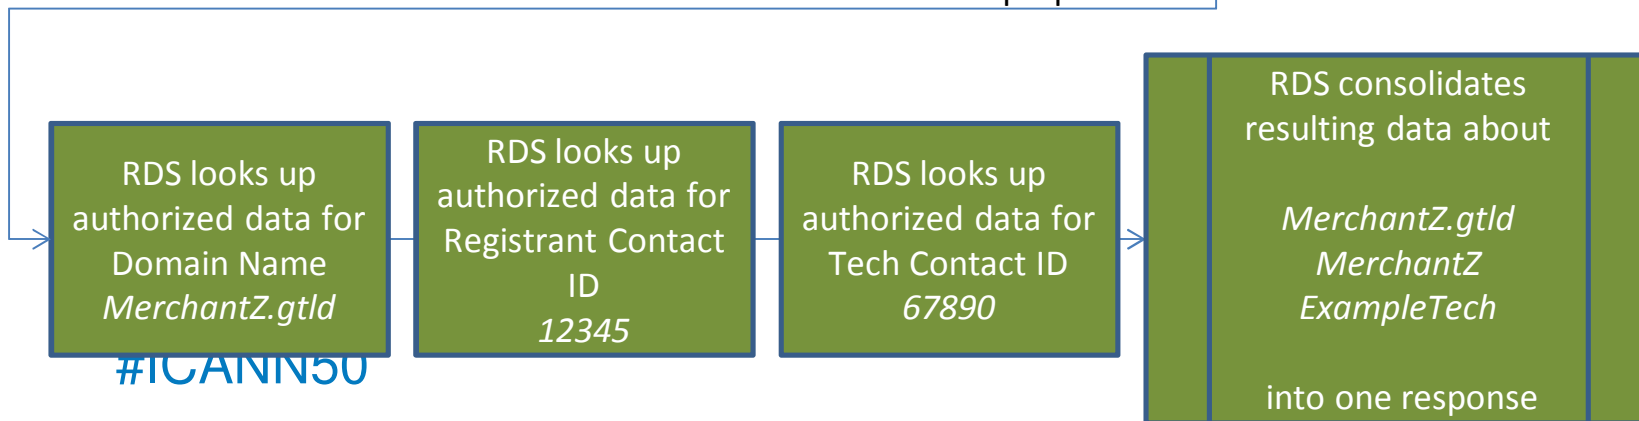 RDS looks up
authorized data for
Domain Name
MerchantZ.gtld
RDS looks up
authorized data for
Registrant Contact
ID
12345
RDS looks up
authorized data for
Tech Contact ID
67890
RDS consolidates
resulting data about
MerchantZ.gtld
MerchantZ
ExampleTech
into one response
#ICANN50